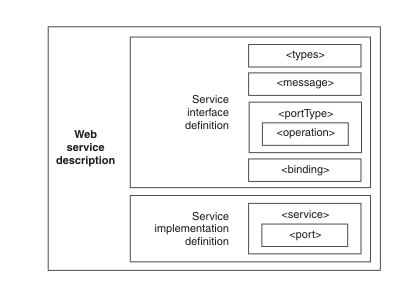 Web
service
description
Service
interface
definition
<types>
<message>
<portType>
<operation>
<binding>
Service
implementation
definition
<service>
<port>